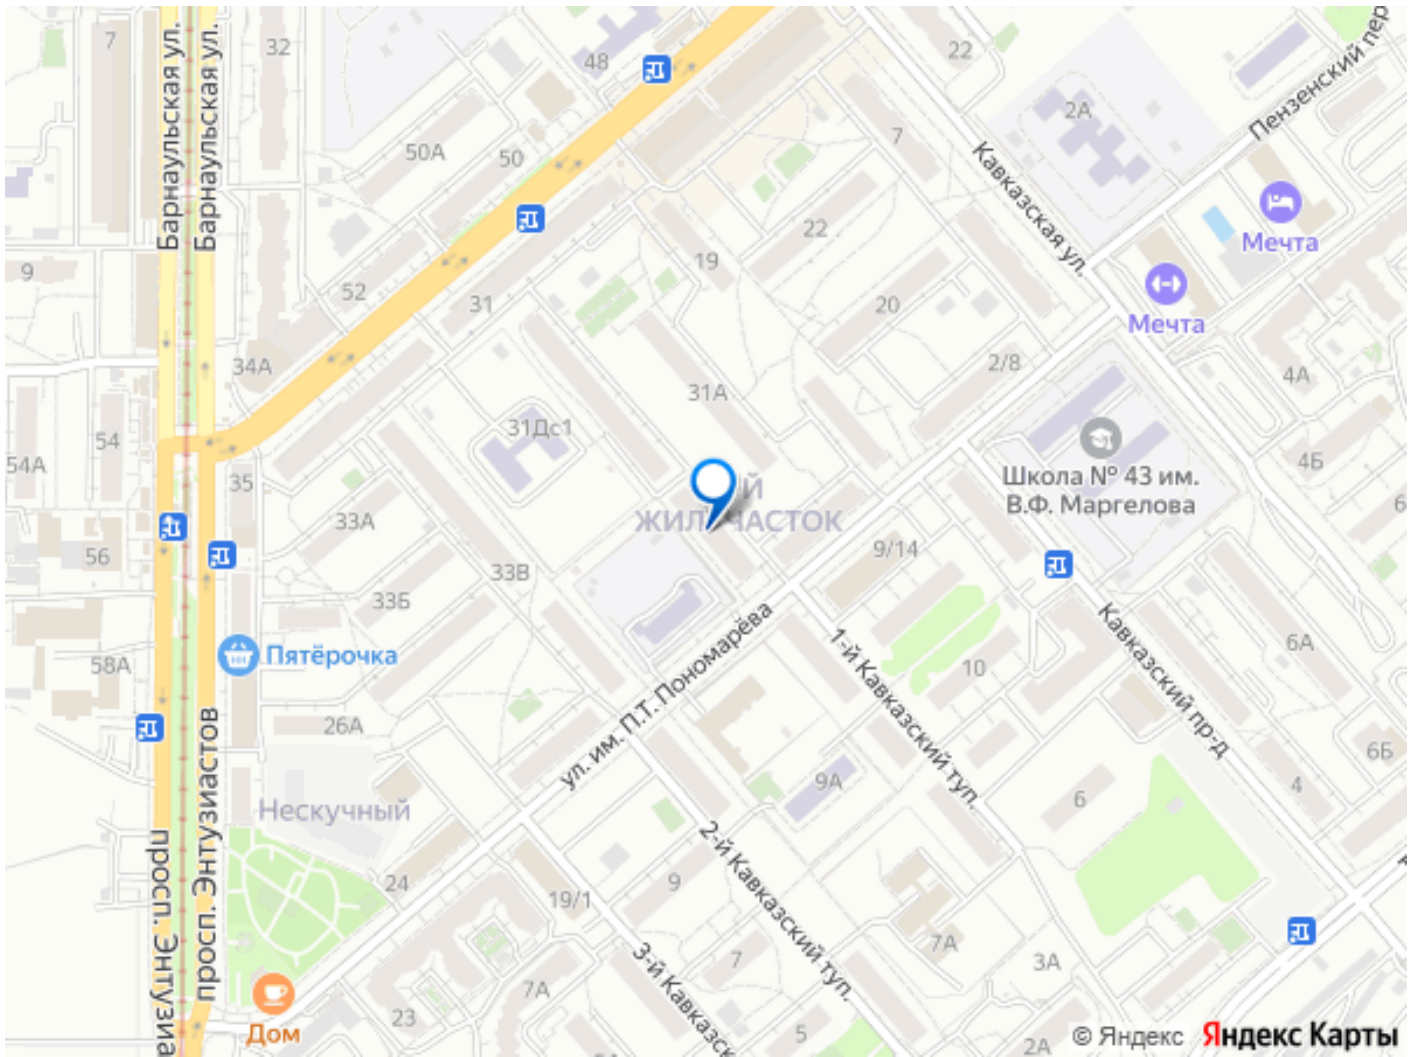 Барнаульская ул.
Барнаульская ул.
7
32
48
22
2А
Пензенский пер
50А
50
7
Кавказская ул.
Мечта
22
19
9
52
31
20
Мечта
34А
31А
2/8
4А
31Дс1
54
54А
35
Школа № 43 им.
В.Ф. Маргелова
4Б
6
33А
ЫЙ
ЖИЛ ЧАСТОК
9/14
56
33В
33Б
ул. им. П.Т. Пономарёва
1-й Кавказский туп.
Кавказский пр-д
6А
Пятёрочка
58А
10
26А
6Б
9А
4
6
Нескучный
просп. Энтузиастов
просп. Энтузиа
2-й Кавказский туп.
24
9
19/1
7А
3А
7
3-й Кавказск
7А
23
5
2А
Дом
© Яндекс Яндекс Карты